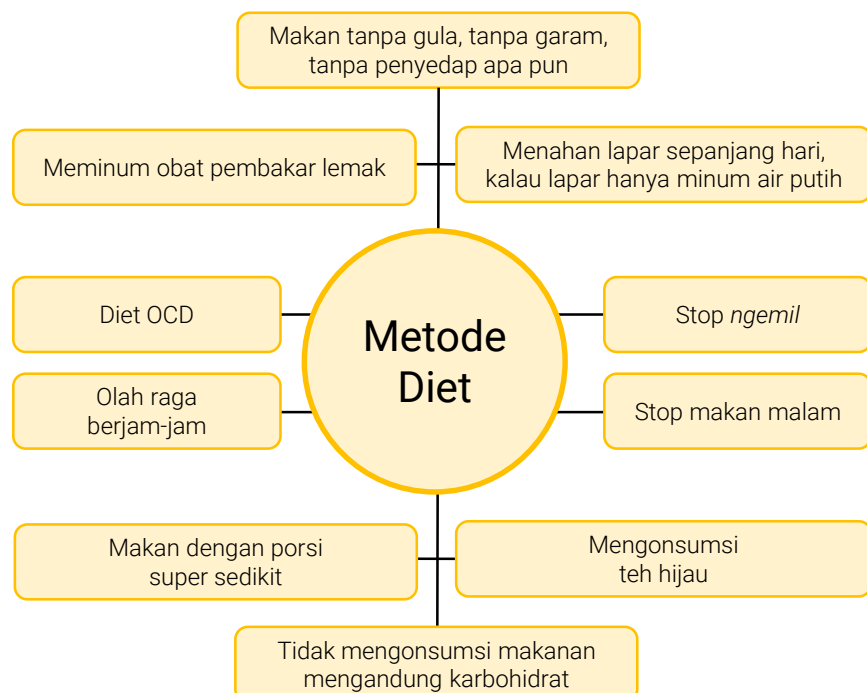 Makan tanpa gula, tanpa garam,
tanpa penyedap apa pun
Meminum obat pembakar lemak
Menahan lapar sepanjang hari,
kalau lapar hanya minum air putih
Diet OCD
Stop ngemil
Metode
Diet
Olah raga
berjam-jam
Stop makan malam
Makan dengan porsi
super sedikit
Mengonsumsi
teh hijau
Tidak mengonsumsi makanan
mengandung karbohidrat